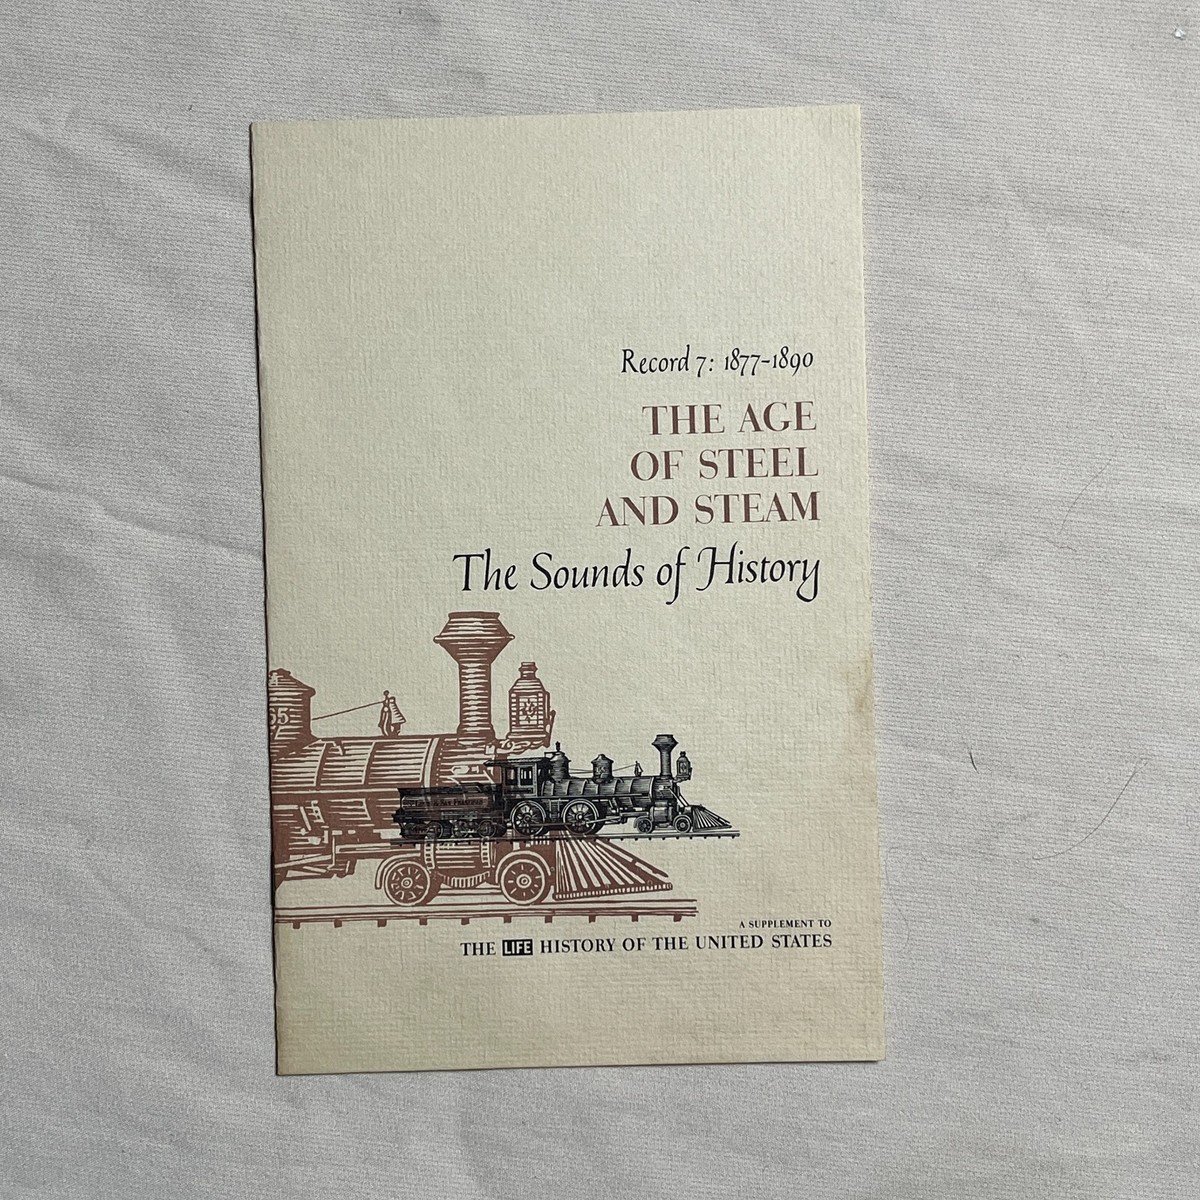 Record 7: 1877-1890
THE AGE
OF STEEL
AND STEAM
The Sounds of History
55
A SUPPLEMENT TO
THE LIFE HISTORY OF THE UNITED STATES